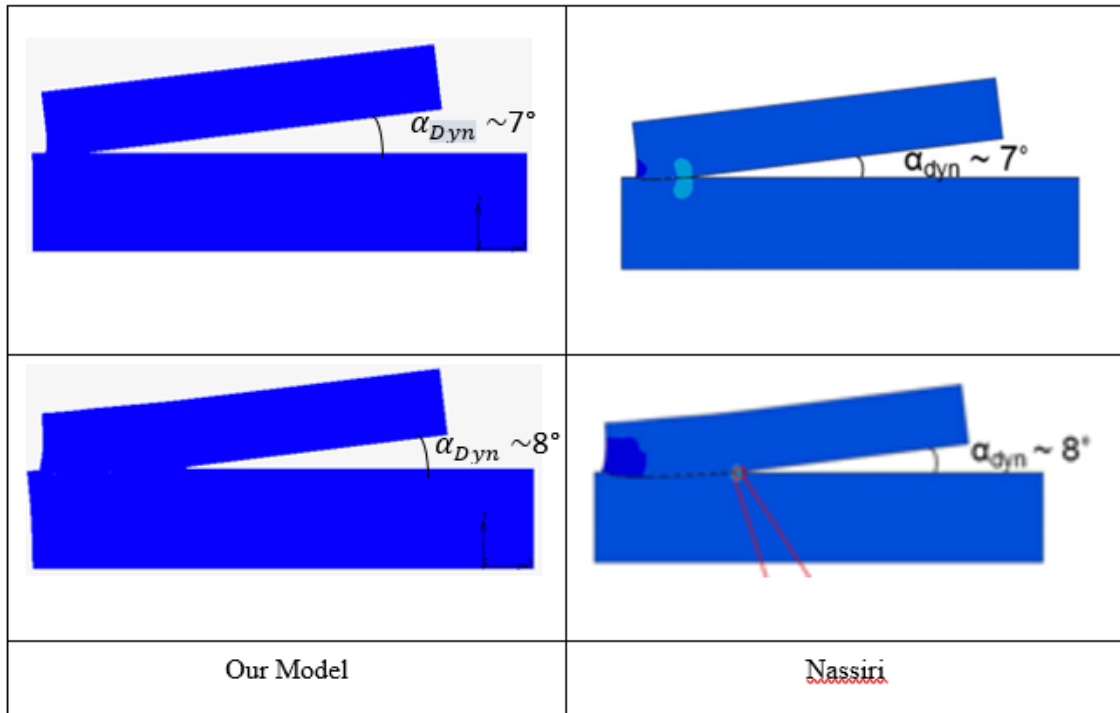 α_Dyn ~7°
α_dyn ~ 7°
α_Dyn ~8°
α_dyn ~ 8°
Our Model
Nassiri